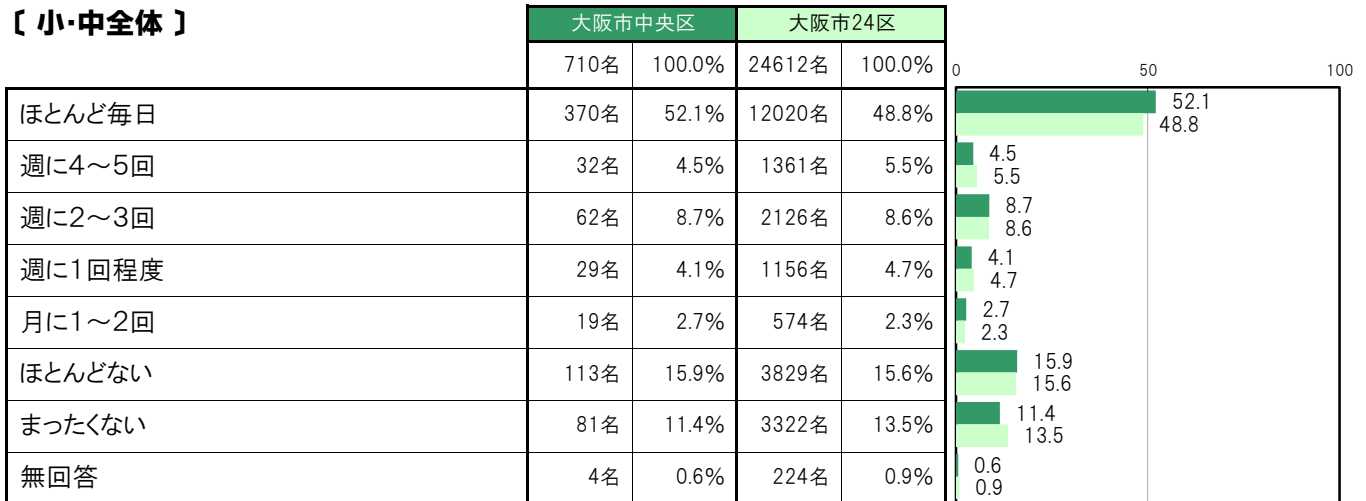 〔 小・中全体 〕
大阪市中央区 大阪市24区
710名 100.0% 24612名 100.0%
0 50 100
ほとんど毎日 370名 52.1% 12020名 48.8%
52.1
48.8
週に4～5回 32名 4.5% 1361名 5.5%
4.5
5.5
週に2～3回 62名 8.7% 2126名 8.6%
8.7
8.6
週に1回程度 29名 4.1% 1156名 4.7%
4.1
4.7
月に1～2回 19名 2.7% 574名 2.3%
2.7
2.3
ほとんどない 113名 15.9% 3829名 15.6%
15.9
15.6
まったくない 81名 11.4% 3322名 13.5%
11.4
13.5
無回答 4名 0.6% 224名 0.9%
0.6
0.9